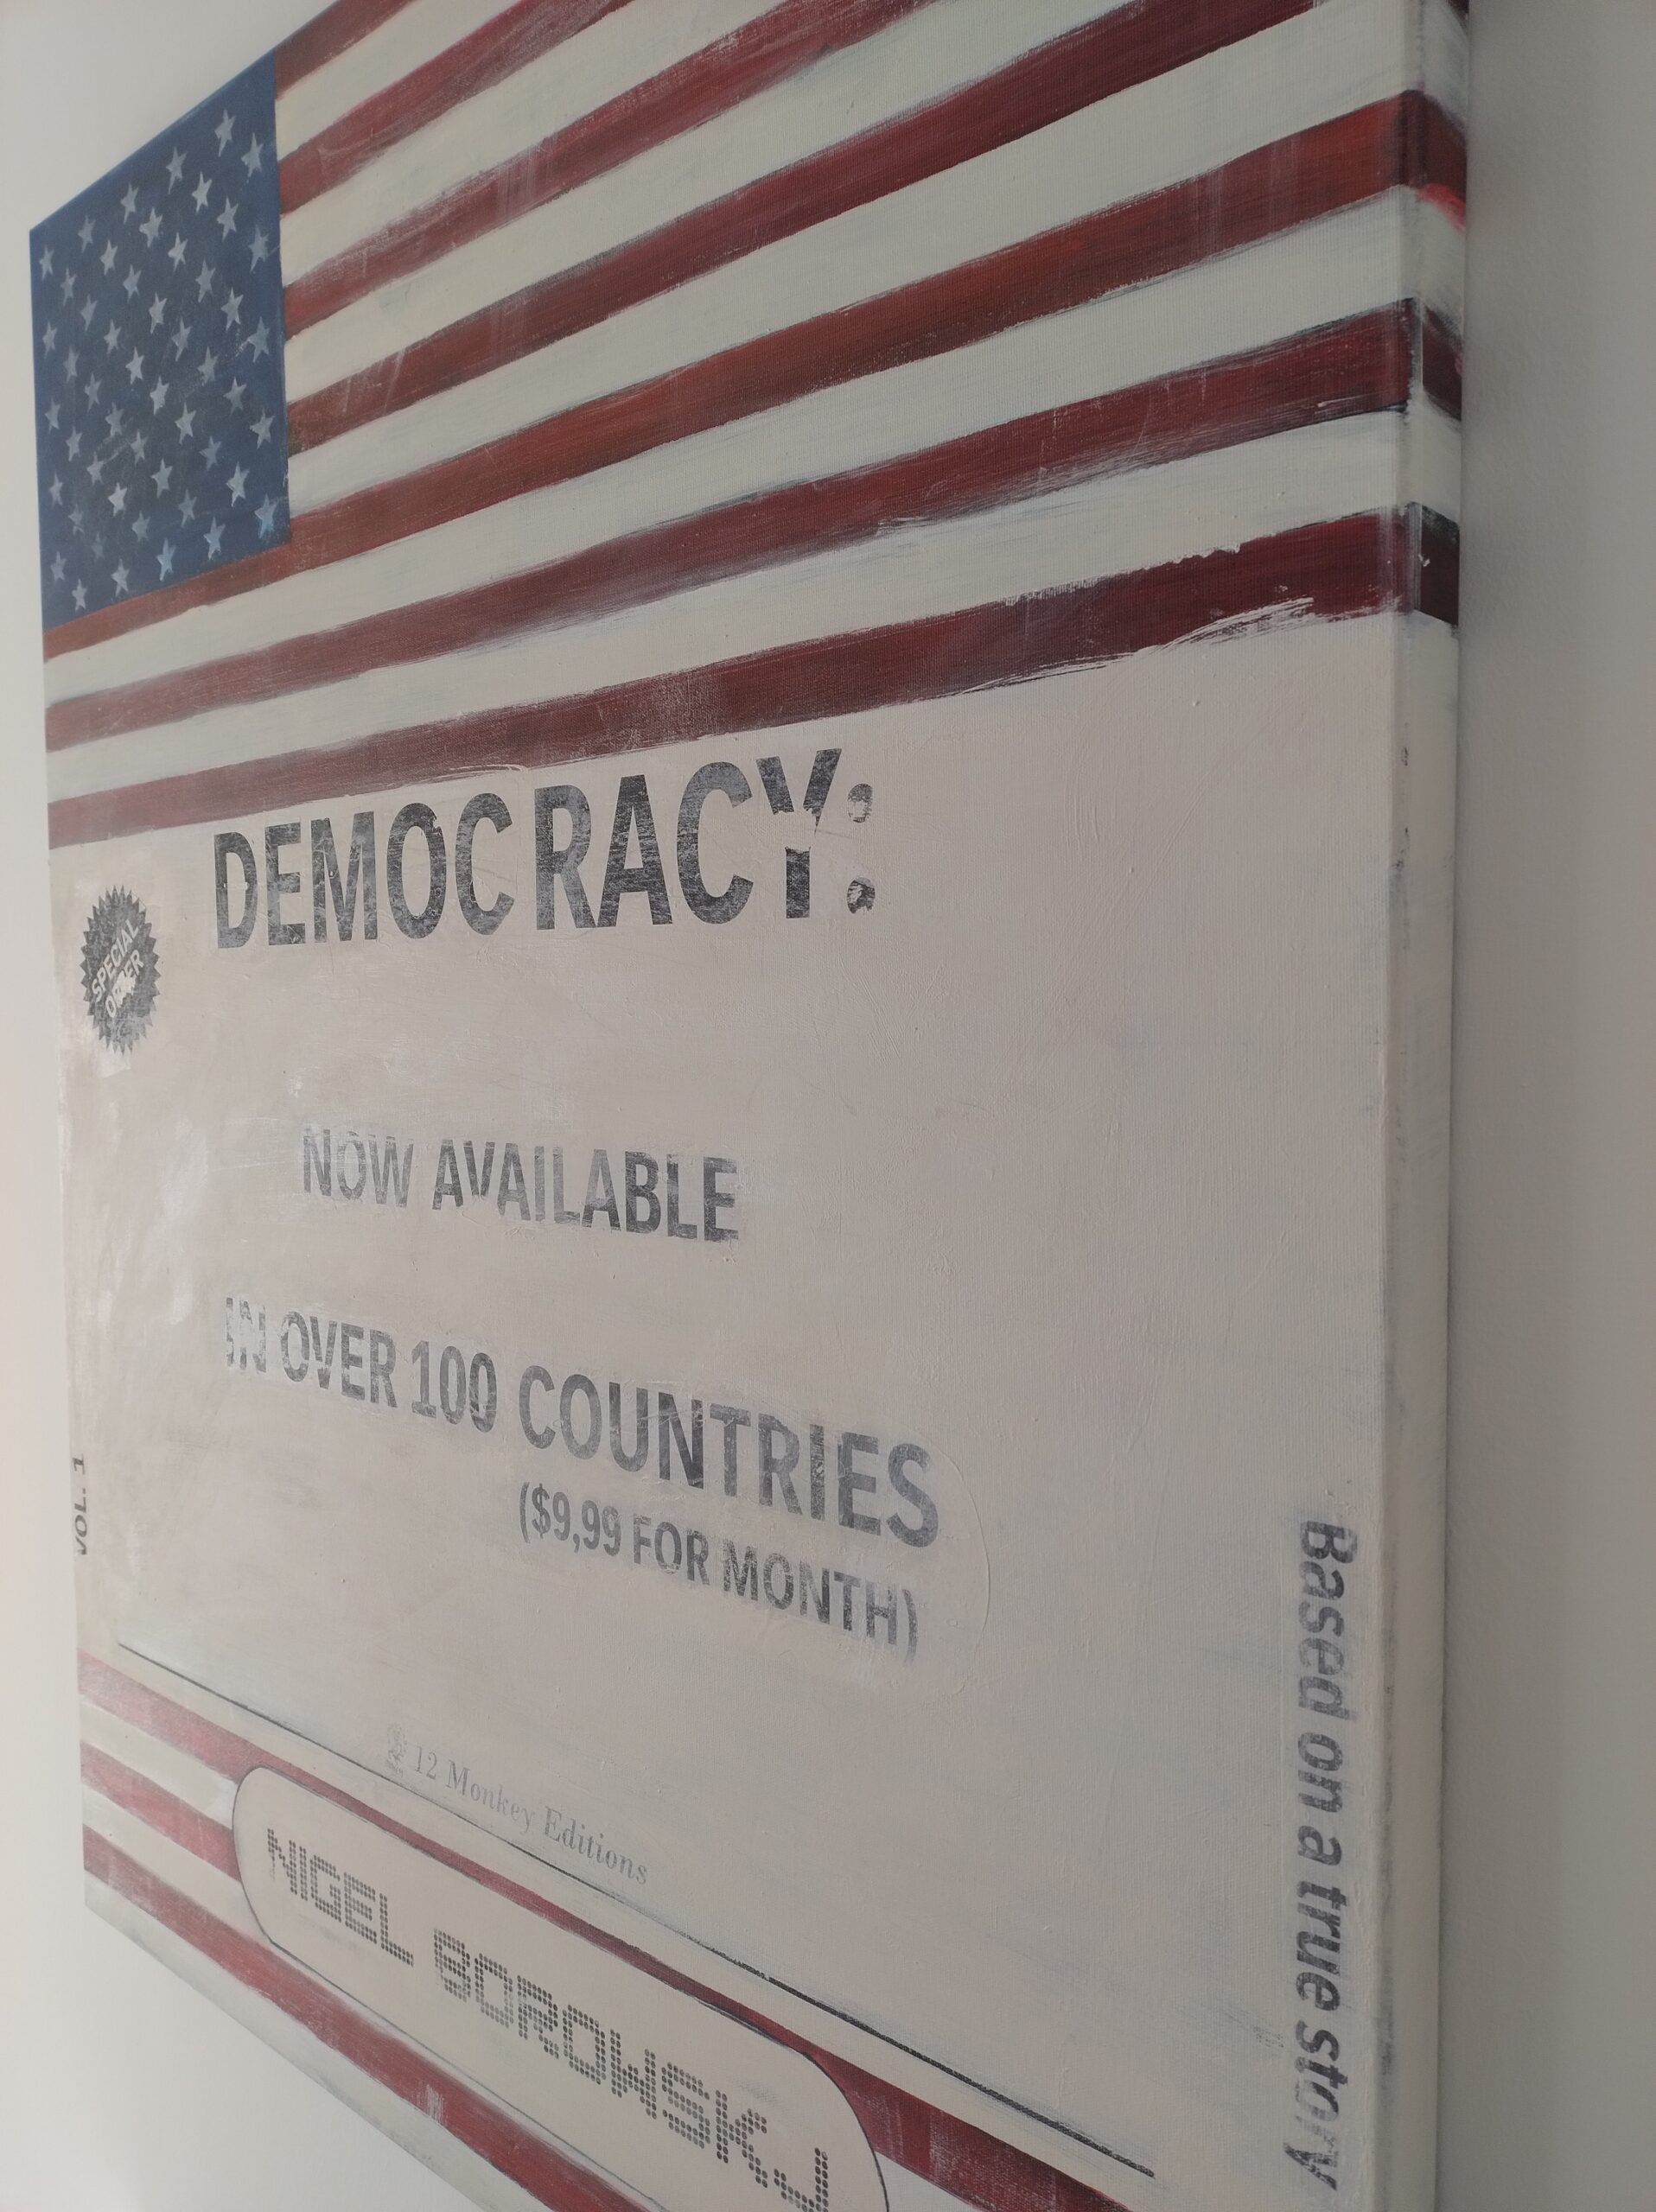 DEMOCRACY:
SPECIAL
ORDER
NOW AVAILABLE
IN OVER 100 COUNTRIES
($9,99 FOR MONTH)
VOL. 1
Based on a true story
12 Monkey Editions
NIGEL BOROWSKJ